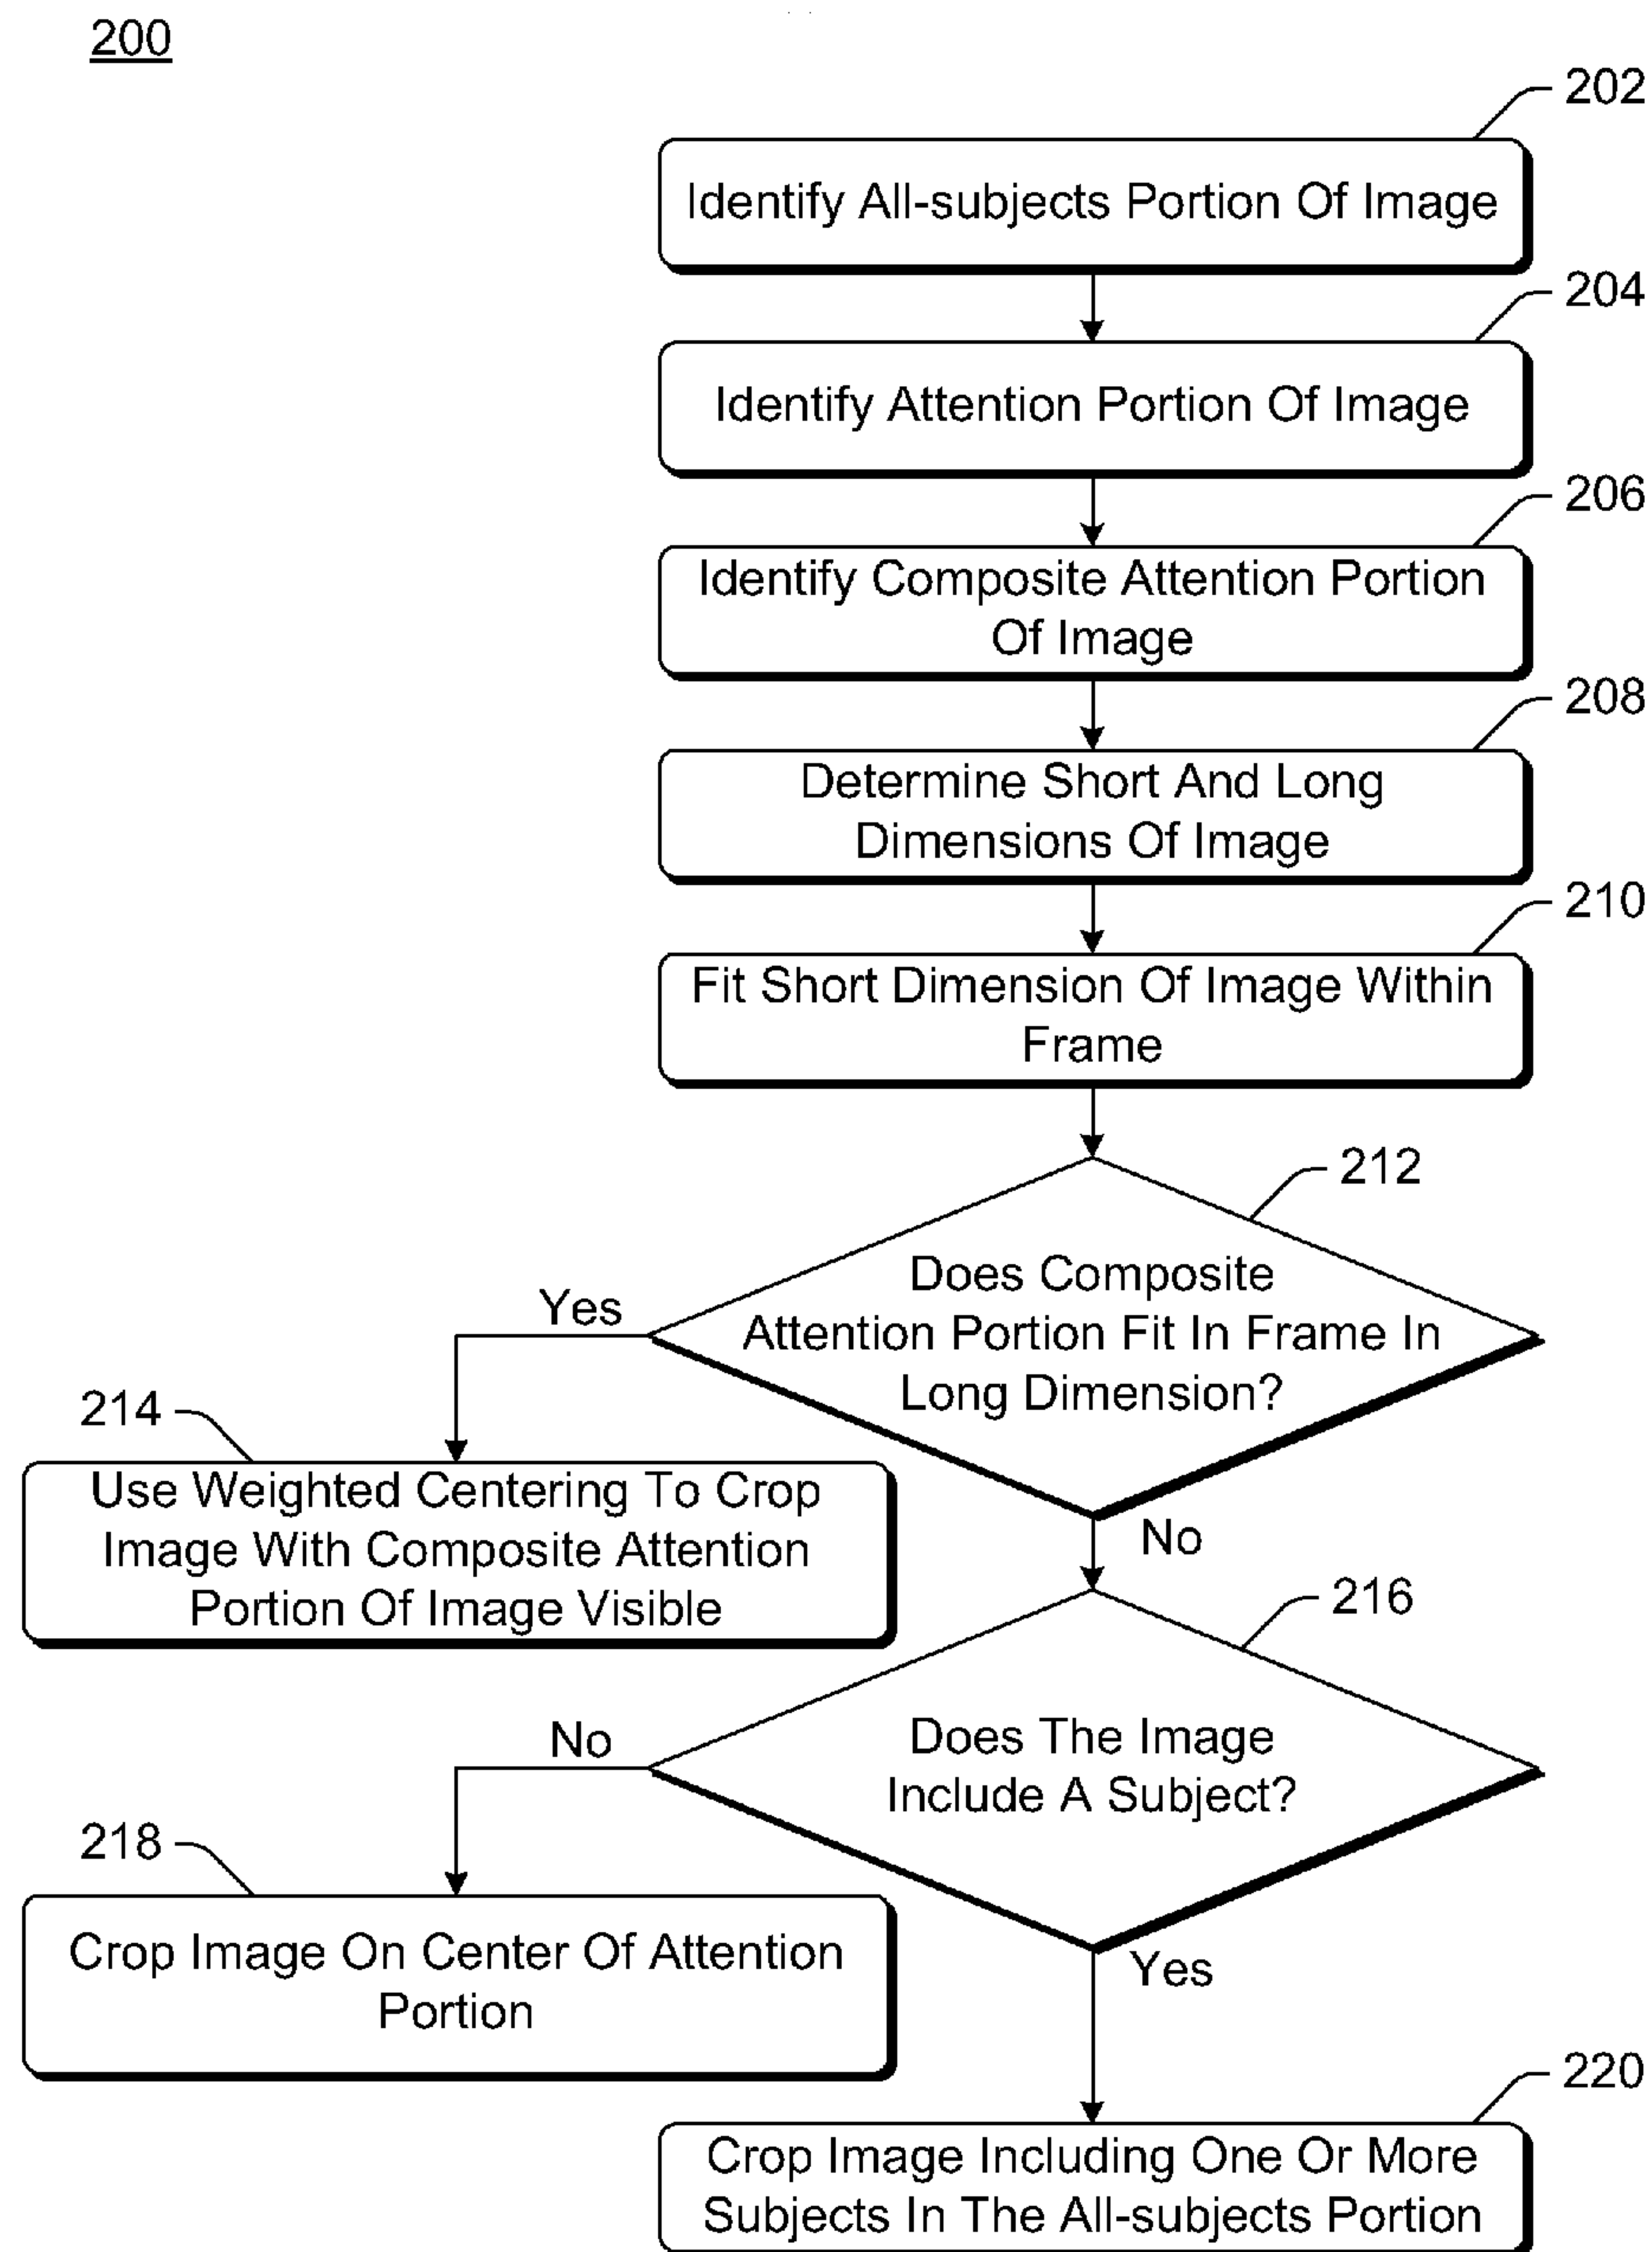 200
202
Identify All-subjects Portion Of Image
204
Identify Attention Portion Of Image
206
Identify Composite Attention Portion
Of Image
208
Determine Short And Long
Dimensions Of Image
210
Fit Short Dimension Of Image Within
Frame
212
Does Composite
Attention Portion Fit In Frame In
Long Dimension?
Yes
214
Use Weighted Centering To Crop
Image With Composite Attention
Portion Of Image Visible
No
216
Does The Image
Include A Subject?
No
218
Crop Image On Center Of Attention
Portion
Yes
220
Crop Image Including One Or More
Subjects In The All-subjects Portion